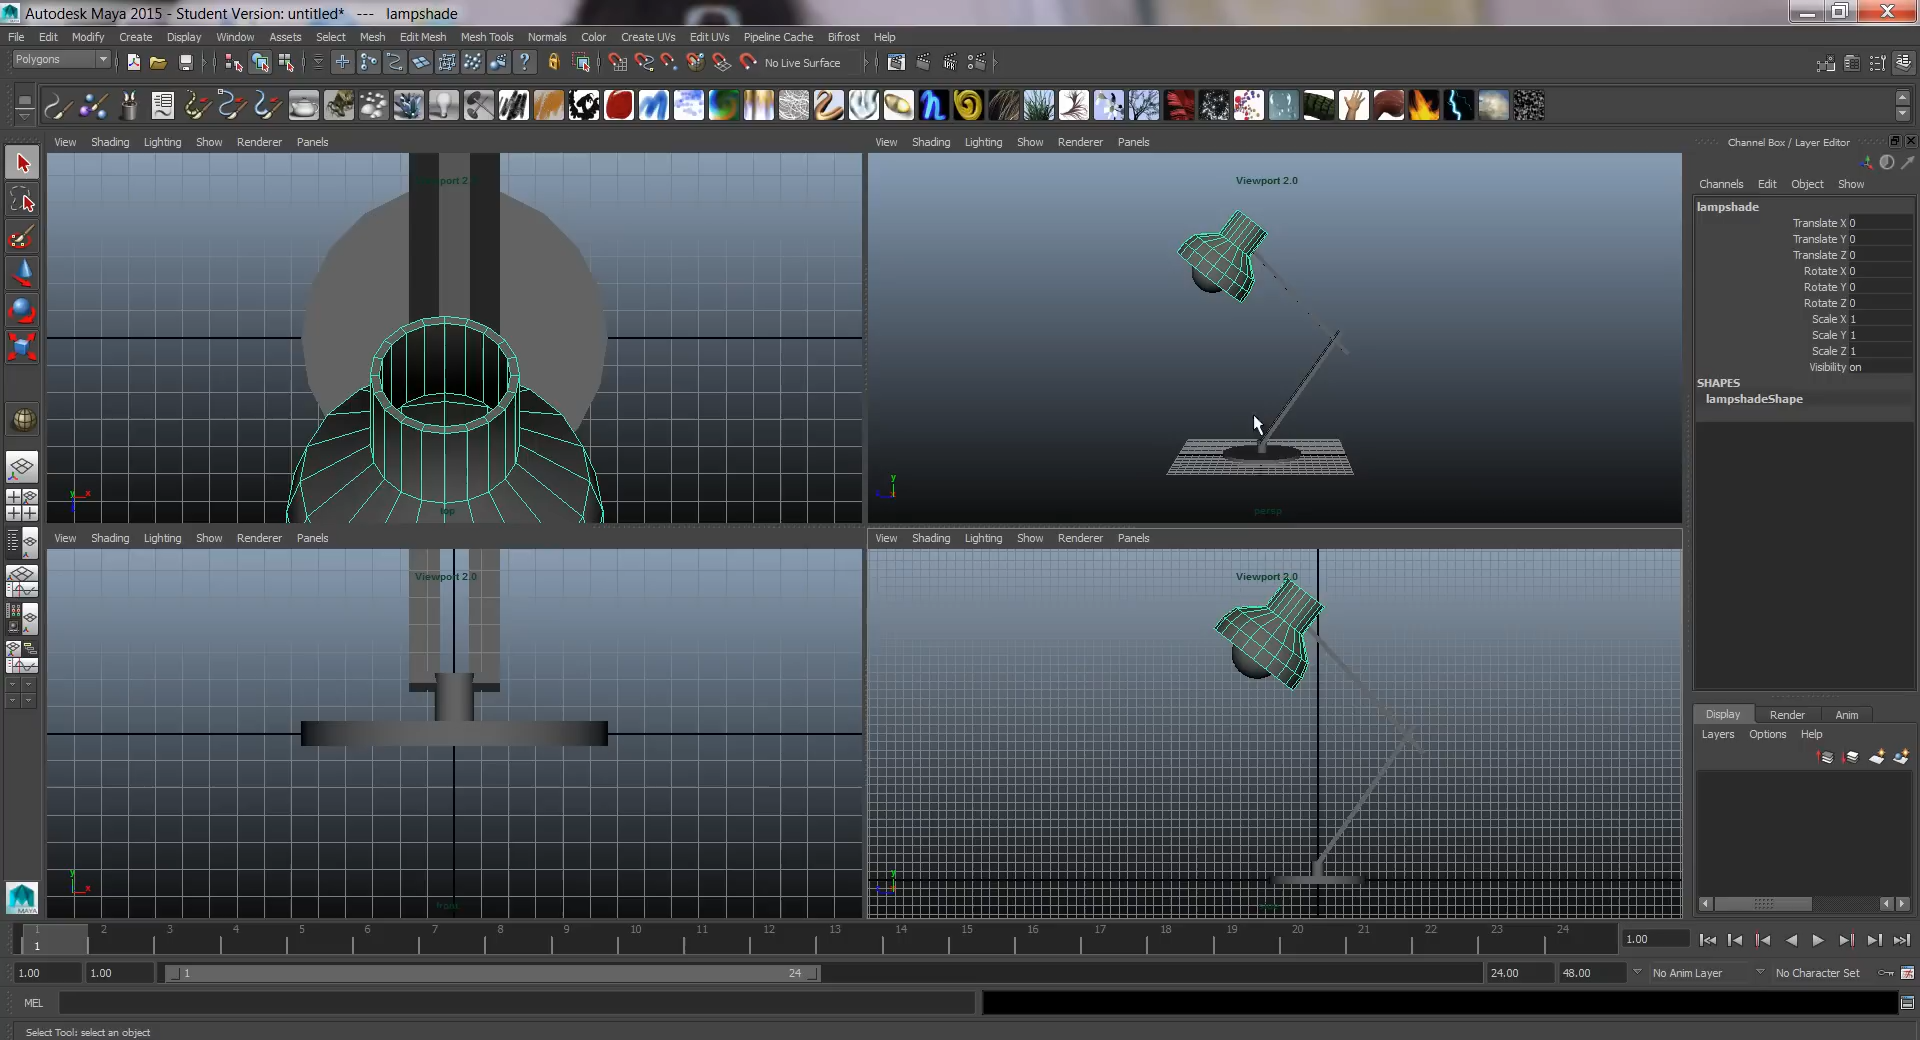 Autodesk Maya 2015 - Student Version: untitled* --- lampshade
File Edit Modify Create Display Window Assets Select Mesh Edit Mesh Mesh Tools Normals Color Create UVs Edit UVs Pipeline Cache Bifrost Help
Polygons
No Live Surface
View Shading Lighting Show Renderer Panels
View Shading Lighting Show Renderer Panels
Channel Box / Layer Editor
Viewport 2.0
Viewport 2.0
Channels Edit Object Show
lampshade
Translate X 0
Translate Y 0
Translate Z 0
Rotate X 0
Rotate Y 0
Rotate Z 0
Scale X 1
Scale Y 1
Scale Z 1
Visibility on
SHAPES
lampshadeShape
y x
y
top
persp
View Shading Lighting Show Renderer Panels
View Shading Lighting Show Renderer Panels
Viewport 2.0
Viewport 2.0
Display Render Anim
Layers Options Help
y x
y
front
MAYA
1 2 3 4 5 6 7 8 9 10 11 12 13 14 15 16 17 18 19 20 21 22 23 24
1
1.00
1.00 1.00 1 24 24.00 48.00 No Anim Layer No Character Set
MEL
Select Tool: select an object